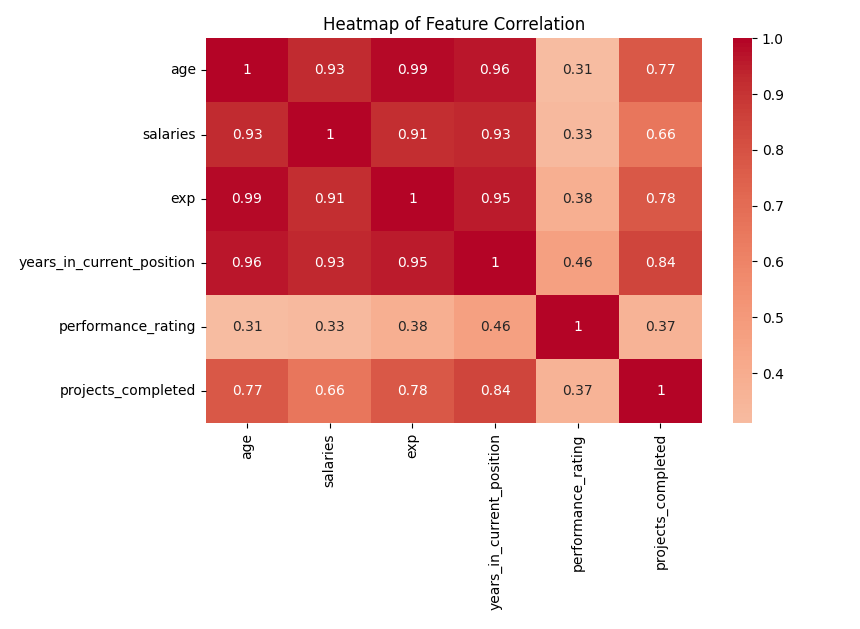 Heatmap of Feature Correlation
age 1 0.93 0.99 0.96 0.31 0.77
salaries 0.93 1 0.91 0.93 0.33 0.66
exp 0.99 0.91 1 0.95 0.38 0.78
years_in_current_position 0.96 0.93 0.95 1 0.46 0.84
performance_rating 0.31 0.33 0.38 0.46 1 0.37
projects_completed 0.77 0.66 0.78 0.84 0.37 1
age
salaries
exp
years_in_current_position
performance_rating
projects_completed
1.0
0.9
0.8
0.7
0.6
0.5
0.4